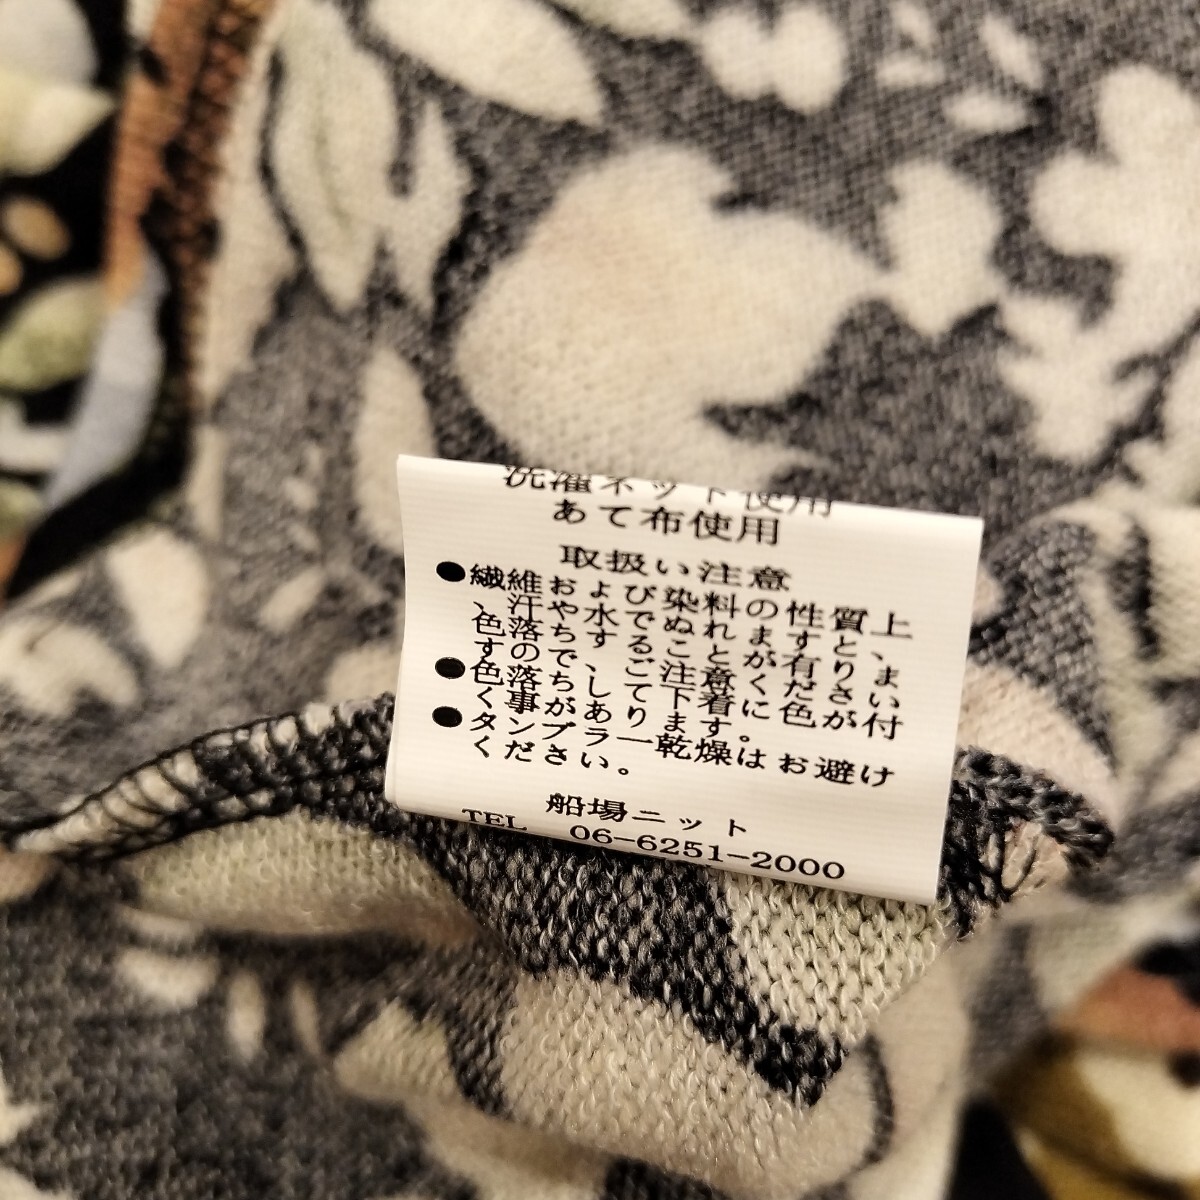 洗濯ネット使用
あて布使用
取扱い注意
●繊維および染料の性質上
、汗や水でぬれますと、
色落ちすることが有りま
すので、ご注意ください
●色落ちして下着に色が付
く事があります。
●タンブラー乾燥はお避け
ください。
船場ニット
TEL 06-6251-2000